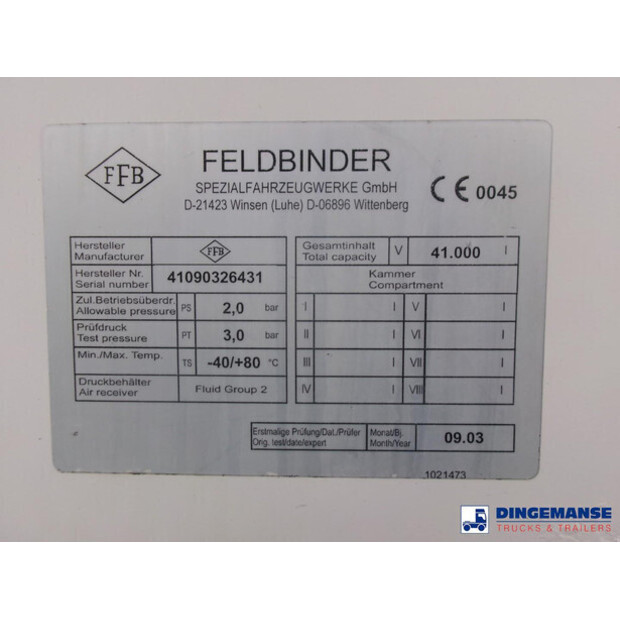 FFB
FELDBINDER
SPEZIALFAHRZEUGWERKE GmbH
D-21423 Winsen (Luhe) D-06896 Wittenberg
CE 0045
Hersteller
Manufacturer
FFB
Hersteller Nr.
Serial number
41090326431
Zul.Betriebsüberdr.
Allowable pressure
PS
2,0 bar
Prüfdruck
Test pressure
PT
3,0 bar
Min./Max. Temp.
TS
-40/+80 °C
Druckbehälter
Air receiver
Fluid Group 2
Gesamtinhalt
Total capacity
V
41.000 l
Kammer
Compartment
I l V l
II l VI l
III l VII l
IV l VIII l
Erstmalige Prüfung/Dat./Prüfer
Orig. test/date/expert
Monat/Bj.
Month/Year
09.03
1021473
DINGEMANSE
TRUCKS & TRAILERS